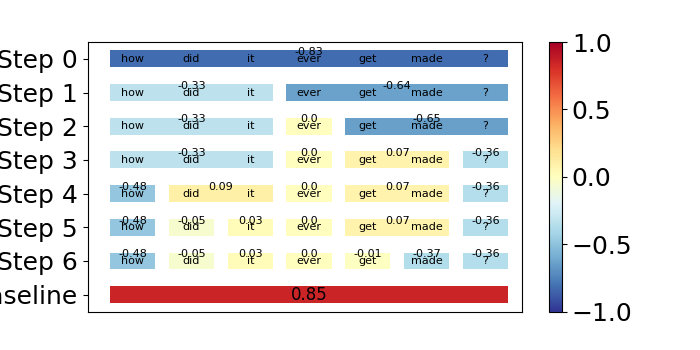 -0.83
Step 0 how did it ever get made ? 1.0
-0.33 -0.64
Step 1 how did it ever get made ?
-0.33 0.0 -0.65
Step 2 how did it ever get made ? 0.5
-0.33 0.0 0.07 -0.36
Step 3 how did it ever get made ?
-0.48 0.09 0.0 0.07 -0.36
Step 4 how did it ever get made ? 0.0
-0.48 -0.05 0.03 0.0 0.07 -0.36
Step 5 how did it ever get made ?
-0.48 -0.05 0.03 0.0 -0.01 -0.37 -0.36
Step 6 how did it ever get made ? −0.5
aseline 0.85
−1.0